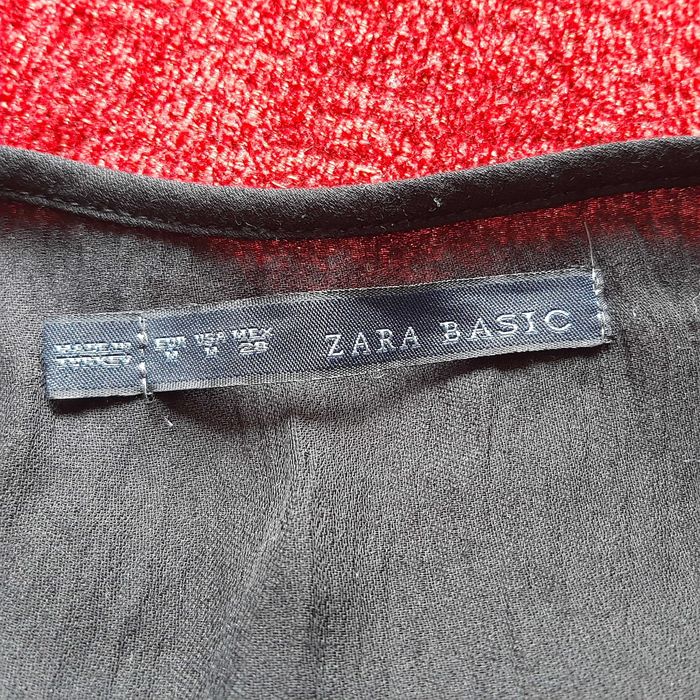 MADE IN
TURKEY
EUR USA MEX
M M 28
ZARA BASIC